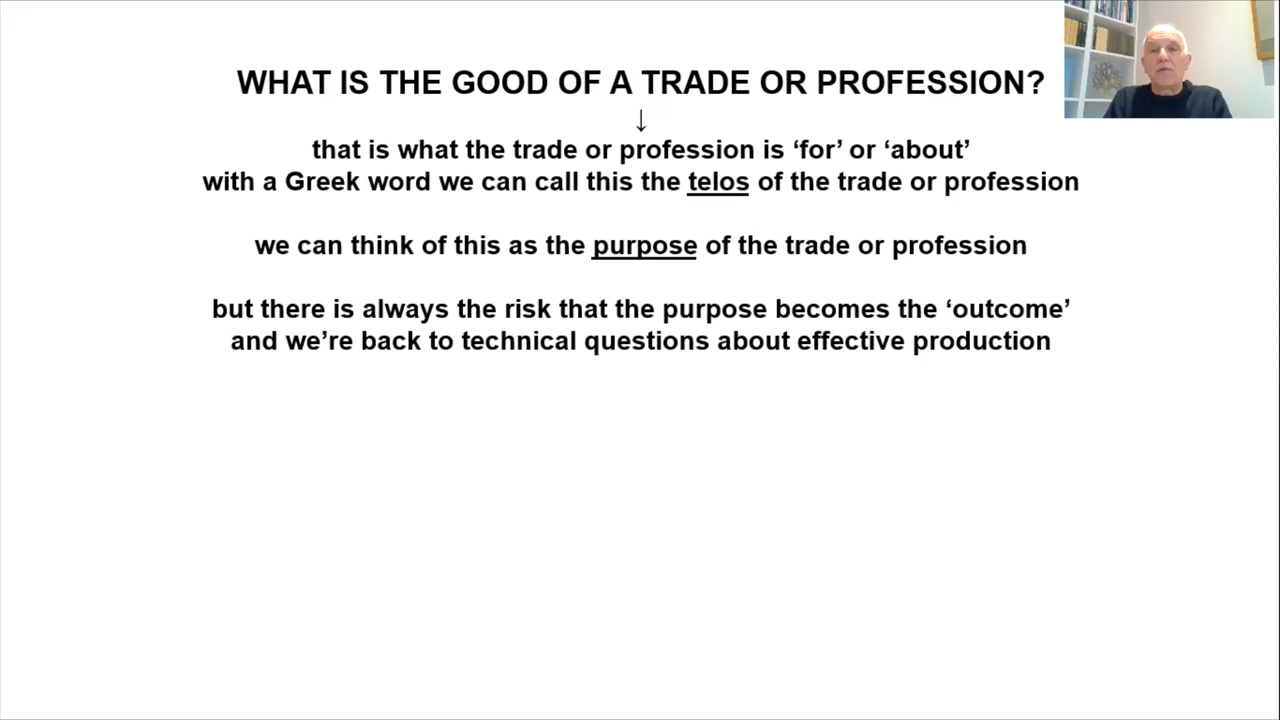 WHAT IS THE GOOD OF A TRADE OR PROFESSION?
↓
that is what the trade or profession is ‘for’ or ‘about’
with a Greek word we can call this the telos of the trade or profession
we can think of this as the purpose of the trade or profession
but there is always the risk that the purpose becomes the ‘outcome’
and we’re back to technical questions about effective production